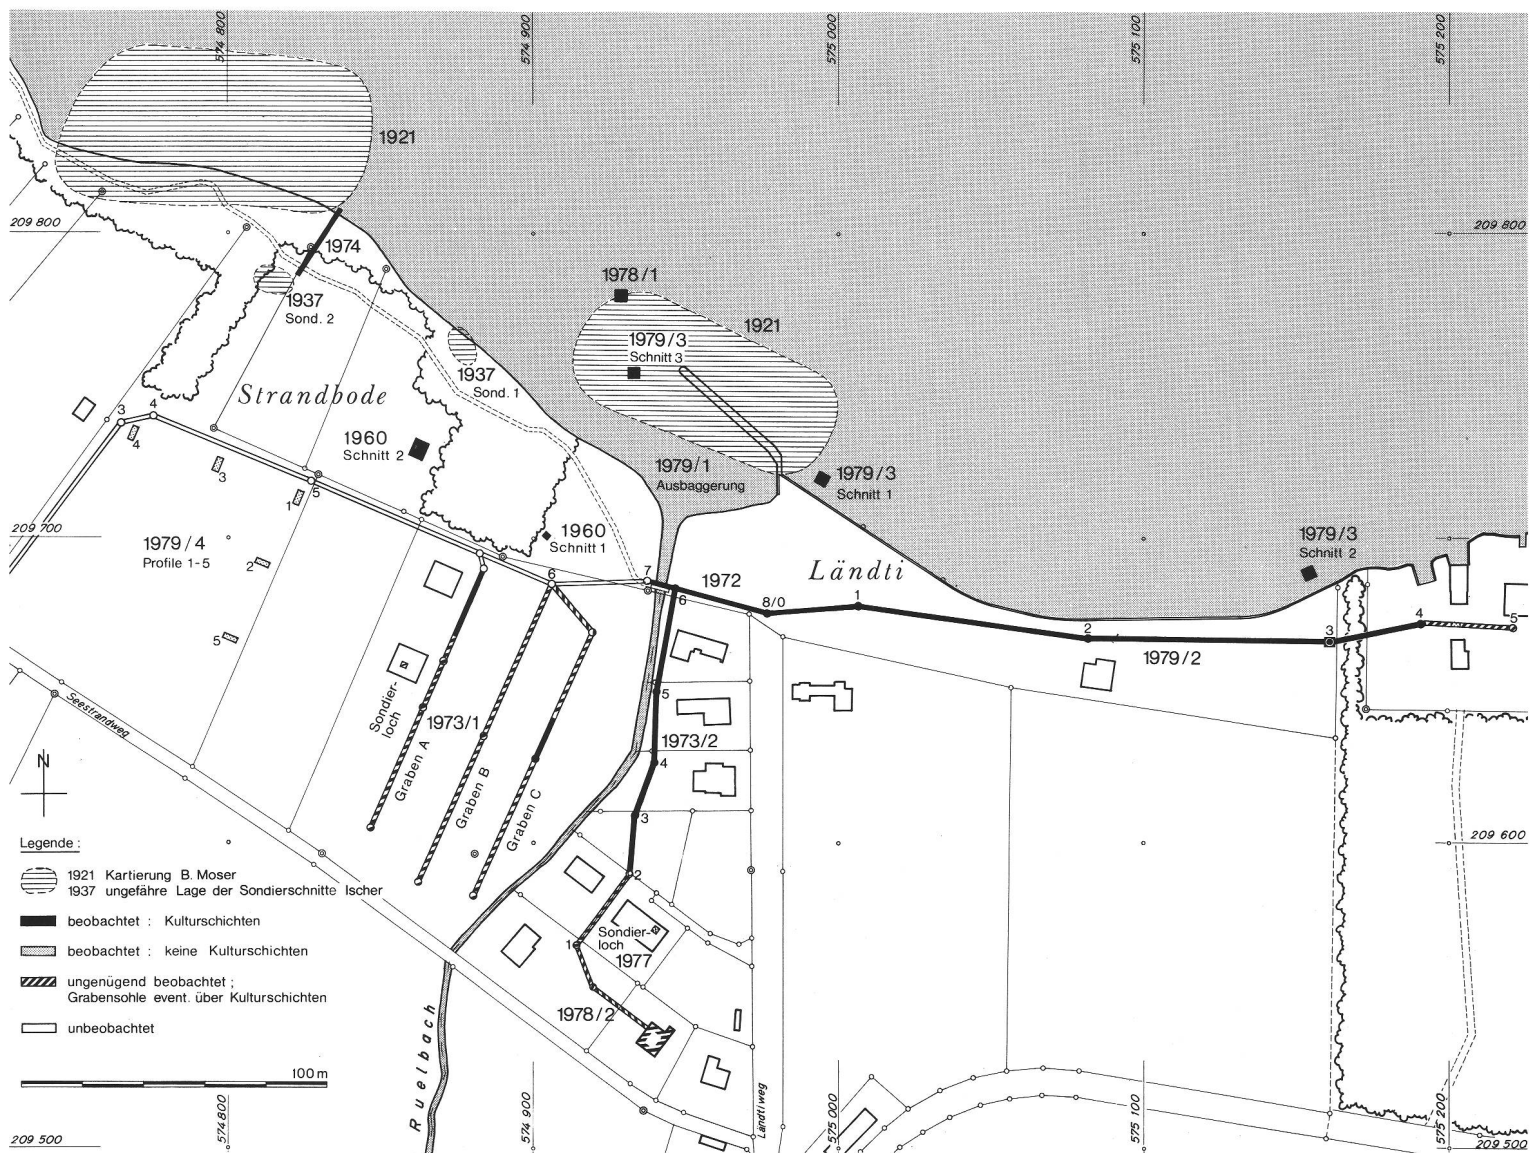 574 800
574 900
575 000
575 100
575 200
1921
209 800
209 800
1974
1978/1
1937
Sond. 2
1921
1979/3
Schnitt 3
1937
Sond. 1
Strandbode
3
4
4
1960
Schnitt 2
3
1979/1
Ausbaggerung
1979/3
Schnitt 1
5
1
209 700
1979/4
Profile 1-5
1960
Schnitt 1
1979/3
Schnitt 2
2
Ländti
6
7
1972
6
8/0
1
5
2
3
4
5
1979/2
Sondier-
loch
Seestrandweg
1973/1
5
1973/2
4
N
Graben A
Graben B
Graben C
3
209 600
Legende :
1921 Kartierung B. Moser
1937 ungefähre Lage der Sondierschnitte Ischer
2
beobachtet : Kulturschichten
beobachtet : keine Kulturschichten
1
Sondier-
loch
1977
ungenügend beobachtet ;
Grabensohle event. über Kulturschichten
1978/2
unbeobachtet
100 m
Ruelbach
Ländtiweg
574 800
574 900
575 000
575 100
575 200
209 500
209 500